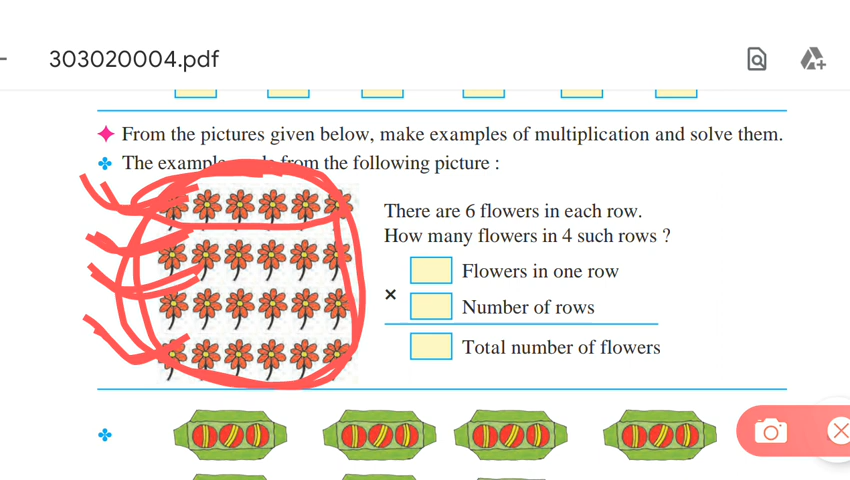 303020004.pdf
From the pictures given below, make examples of multiplication and solve them.
The example from the following picture :
There are 6 flowers in each row.
How many flowers in 4 such rows ?
Flowers in one row
× Number of rows
Total number of flowers